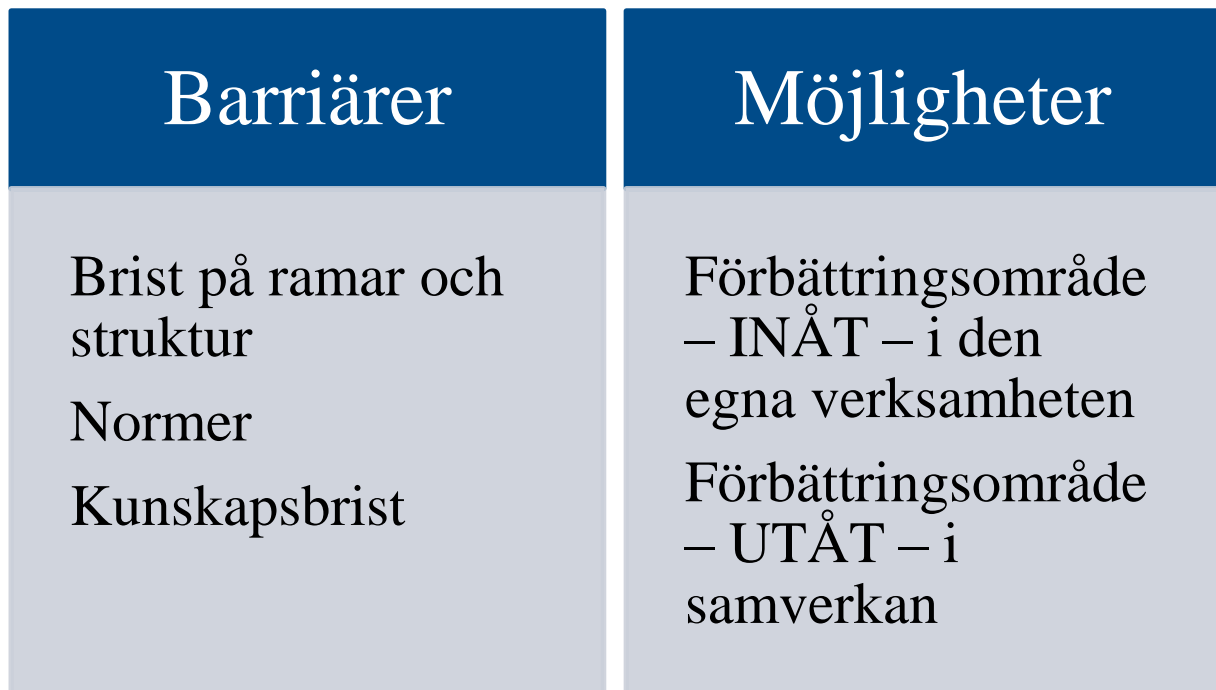 Barriärer
Brist på ramar och
struktur
Normer
Kunskapsbrist
Möjligheter
Förbättringsområde
– INÅT – i den
egna verksamheten
Förbättringsområde
– UTÅT – i
samverkan